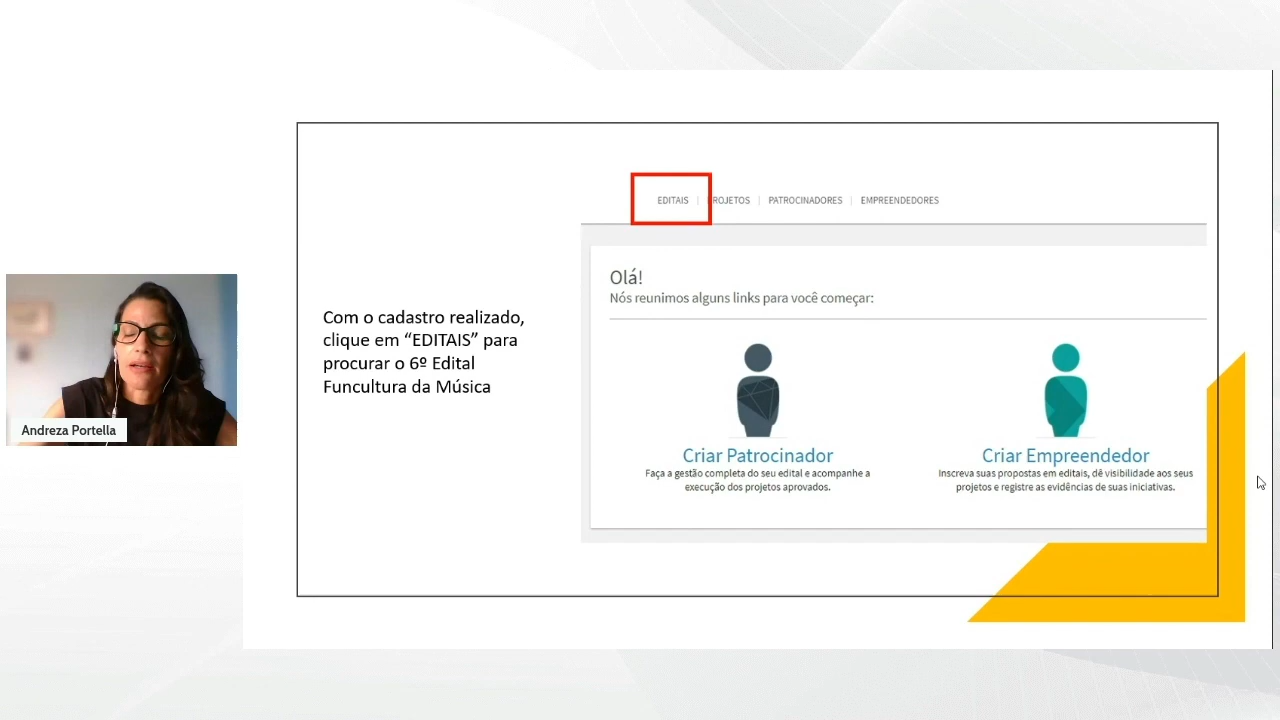 EDITAIS | PROJETOS | PATROCINADORES | EMPREENDEDORES
Olá!
Nós reunimos alguns links para você começar:
Com o cadastro realizado,
clique em “EDITAIS” para
procurar o 6º Edital
Funcultura da Música
Andreza Portella
Criar Patrocinador
Faça a gestão completa do seu edital e acompanhe a
execução dos projetos aprovados.
Criar Empreendedor
Inscreva suas propostas em editais, dê visibilidade aos seus
projetos e registre as evidências de suas iniciativas.